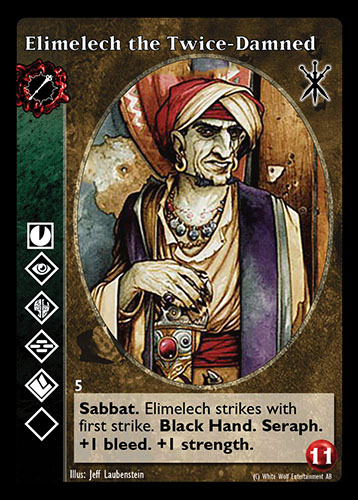 Elimelech the Twice-Damned
5
Sabbat. Elimelech strikes with
first strike. Black Hand. Seraph.
+1 bleed. +1 strength.
11
Illus: Jeff Laubenstein
(C) White Wolf Entertainment AB